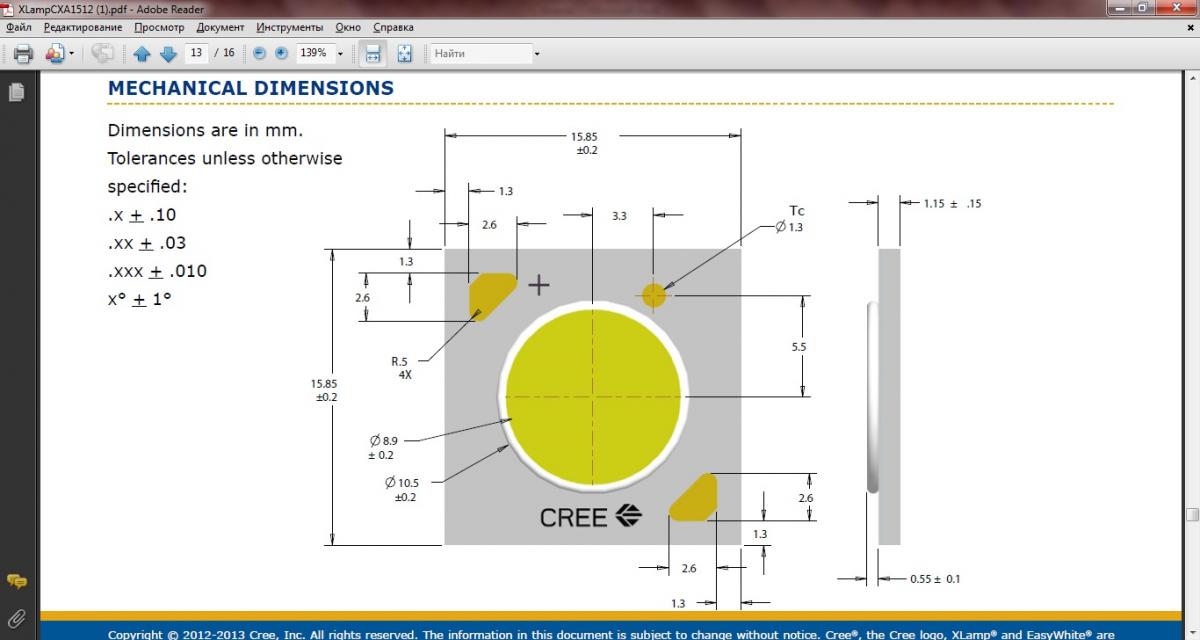 XLampCXA1512 (1).pdf - Adobe Reader
Файл Редактирование Просмотр Документ Инструменты Окно Справка
13 / 16 139% Найти
MECHANICAL DIMENSIONS
Dimensions are in mm.
Tolerances unless otherwise
specified:
.x ± .10
.xx ± .03
.xxx ± .010
x° ± 1°
15.85
±0.2
1.3
2.6
3.3
Tc
Ø 1.3
1.15 ± .15
1.3
2.6
R.5
4X
5.5
15.85
±0.2
Ø 8.9
± 0.2
Ø 10.5
±0.2
+
CREE
2.6
1.3
2.6
1.3
0.55 ± 0.1
Copyright © 2012-2013 Cree, Inc. All rights reserved. The information in this document is subject to change without notice. Cree®, the Cree logo, XLamp® and EasyWhite® are